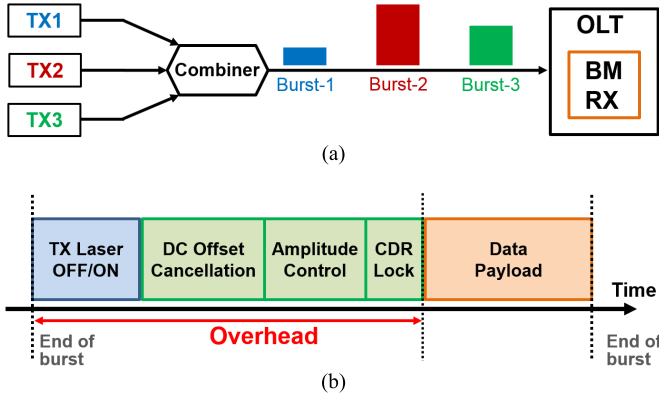 TX1
TX2
TX3
Combiner
Burst-1
Burst-2
Burst-3
OLT
BM
RX
(a)
TX Laser
OFF/ON
DC Offset
Cancellation
Amplitude
Control
CDR
Lock
Data
Payload
Time
Overhead
End of
burst
End of
burst
(b)